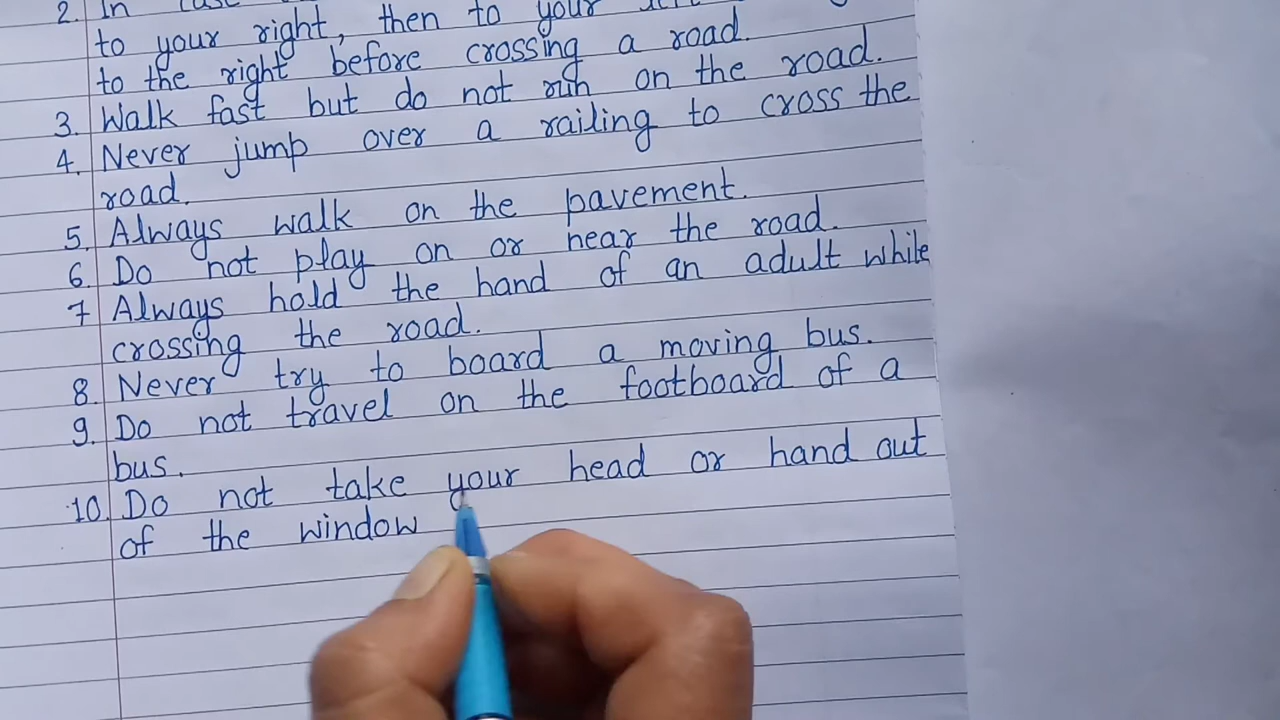 2. In
to your right, then to your
to the right before crossing a road.
3. Walk fast but do not run on the road.
4. Never jump over a railing to cross the
road.
5. Always walk on the pavement.
6. Do not play on or near the road.
7 Always hold the hand of an adult while
crossing the road.
8. Never try to board a moving bus.
9. Do not travel on the footboard of a
bus.
10. Do not take your head or hand out
of the window